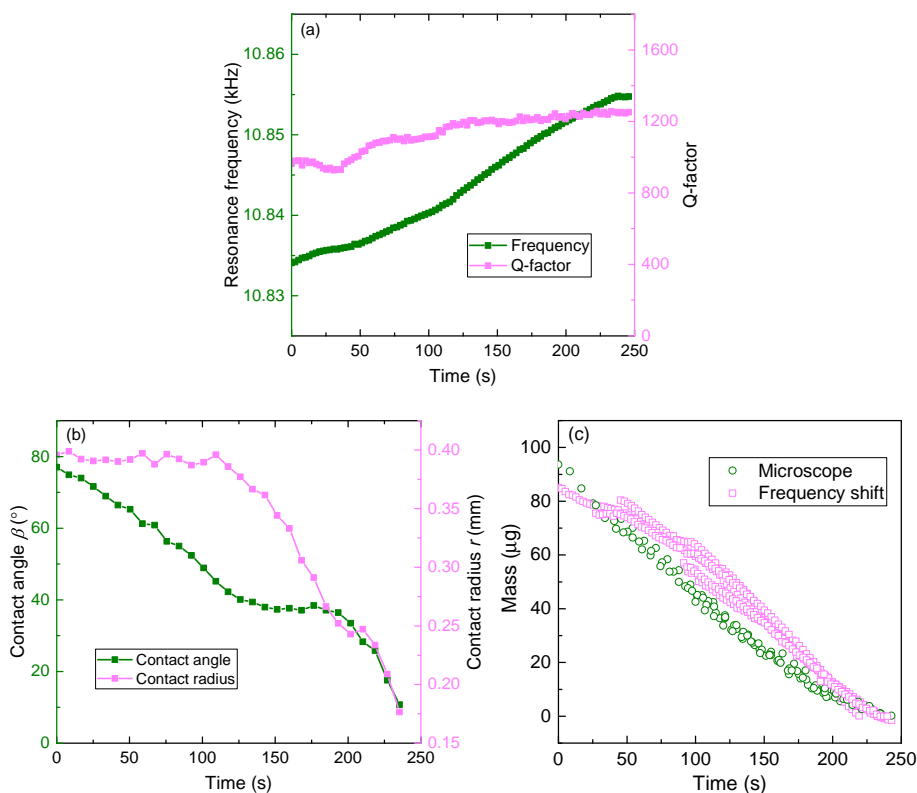 (a)
10.86
10.85
10.84
10.83
Resonance frequency (kHz)
1600
1200
800
400
0
Q-factor
Frequency
Q-factor
0 50 100 150 200 250
Time (s)
(b)
80
60
40
20
0
Contact angle β (°)
0.40
0.35
0.30
0.25
0.20
0.15
Contact radius r (mm)
Contact angle
Contact radius
0 50 100 150 200 250
Time (s)
(c)
100
80
60
40
20
0
Mass (μg)
Microscope
Frequency shift
0 50 100 150 200 250
Time (s)